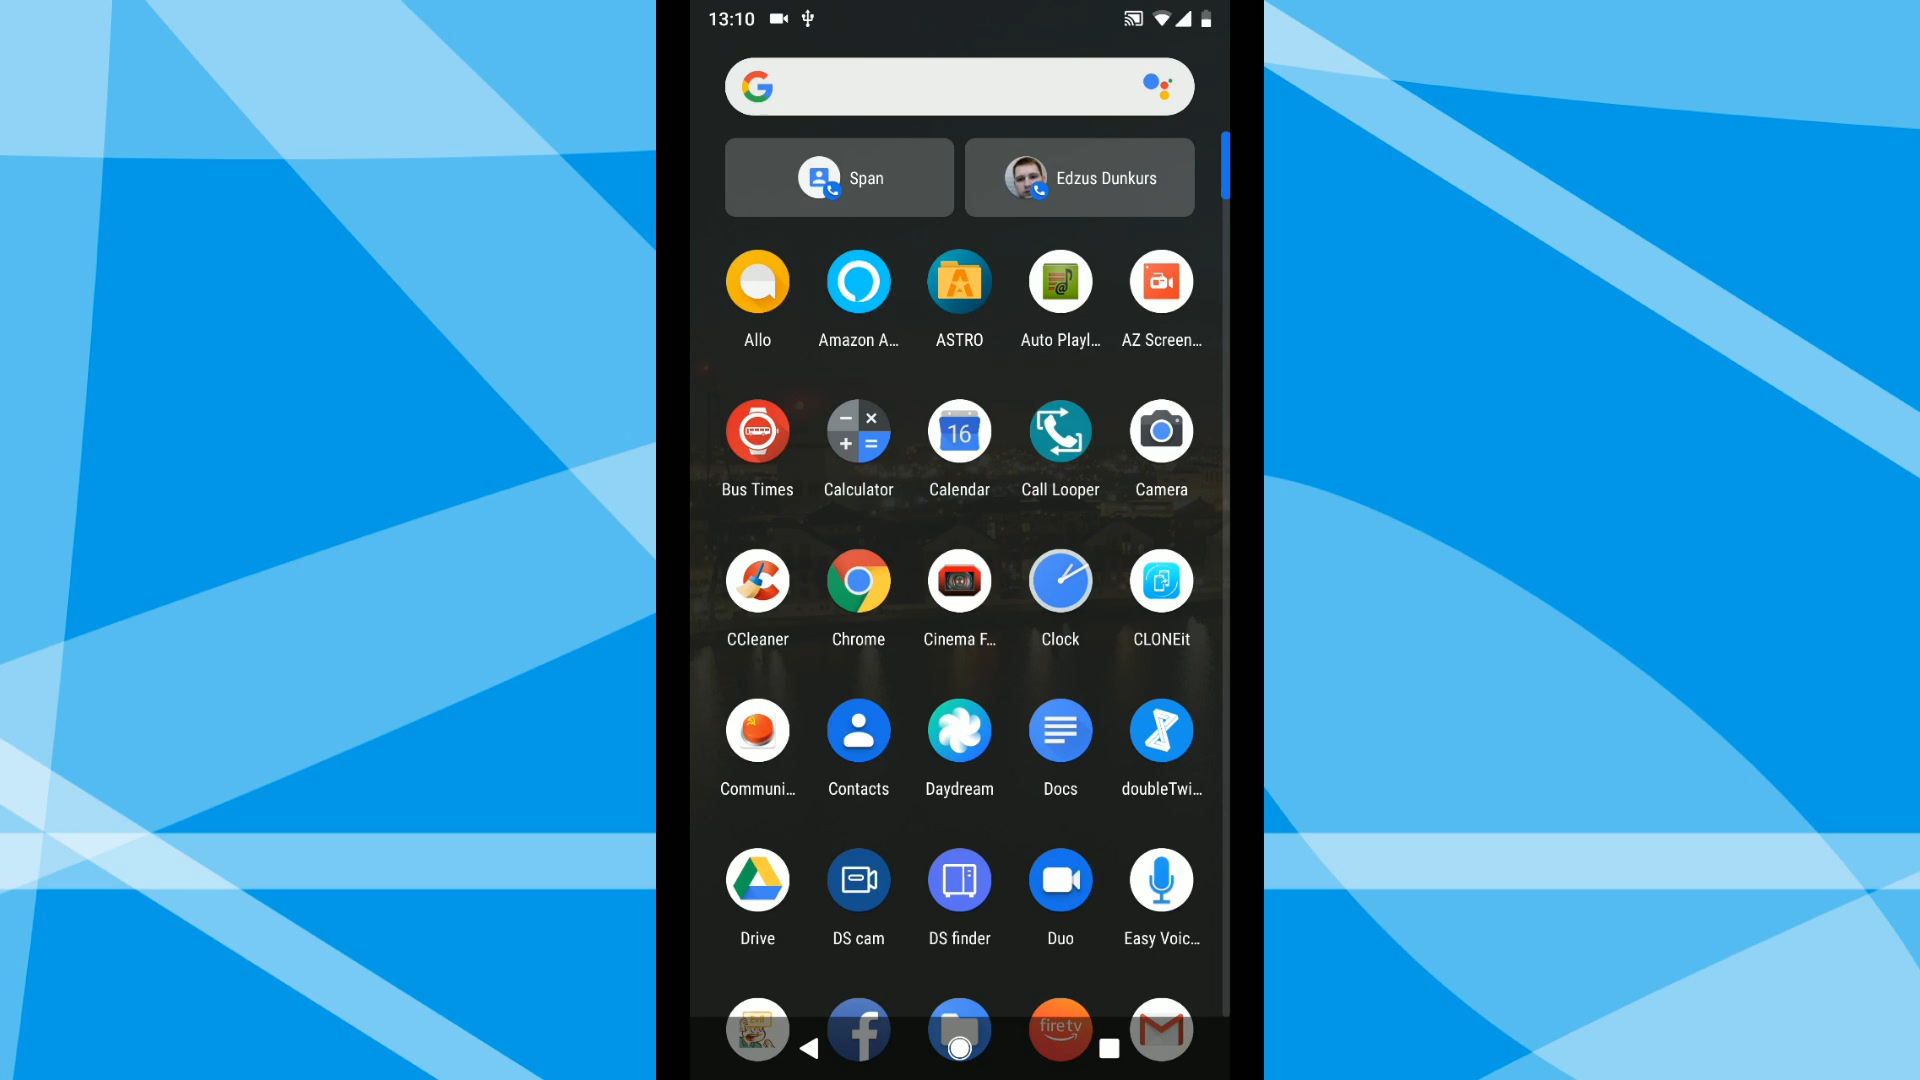 13:10
Span
Edzus Dunkurs
Allo
Amazon A...
ASTRO
Auto Playl...
AZ Screen...
Bus Times
Calculator
16
Calendar
Call Looper
Camera
CCleaner
Chrome
Cinema F...
Clock
CLONEit
Communi...
Contacts
Daydream
Docs
doubleTwi...
Drive
DS cam
DS finder
Duo
Easy Voic...
firetv